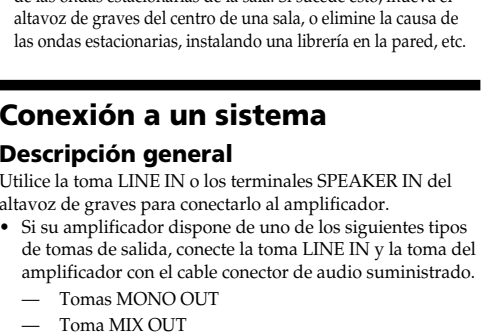 de las ondas estacionarias de la sala. Si sucede esto, mueva el
altavoz de graves del centro de una sala, o elimine la causa de
las ondas estacionarias, instalando una librería en la pared, etc.
Conexión a un sistema
Descripción general
Utilice la toma LINE IN o los terminales SPEAKER IN del
altavoz de graves para conectarlo al amplificador.
• Si su amplificador dispone de uno de los siguientes tipos
de tomas de salida, conecte la toma LINE IN y la toma del
amplificador con el cable conector de audio suministrado.
— Tomas MONO OUT
— Toma MIX OUT